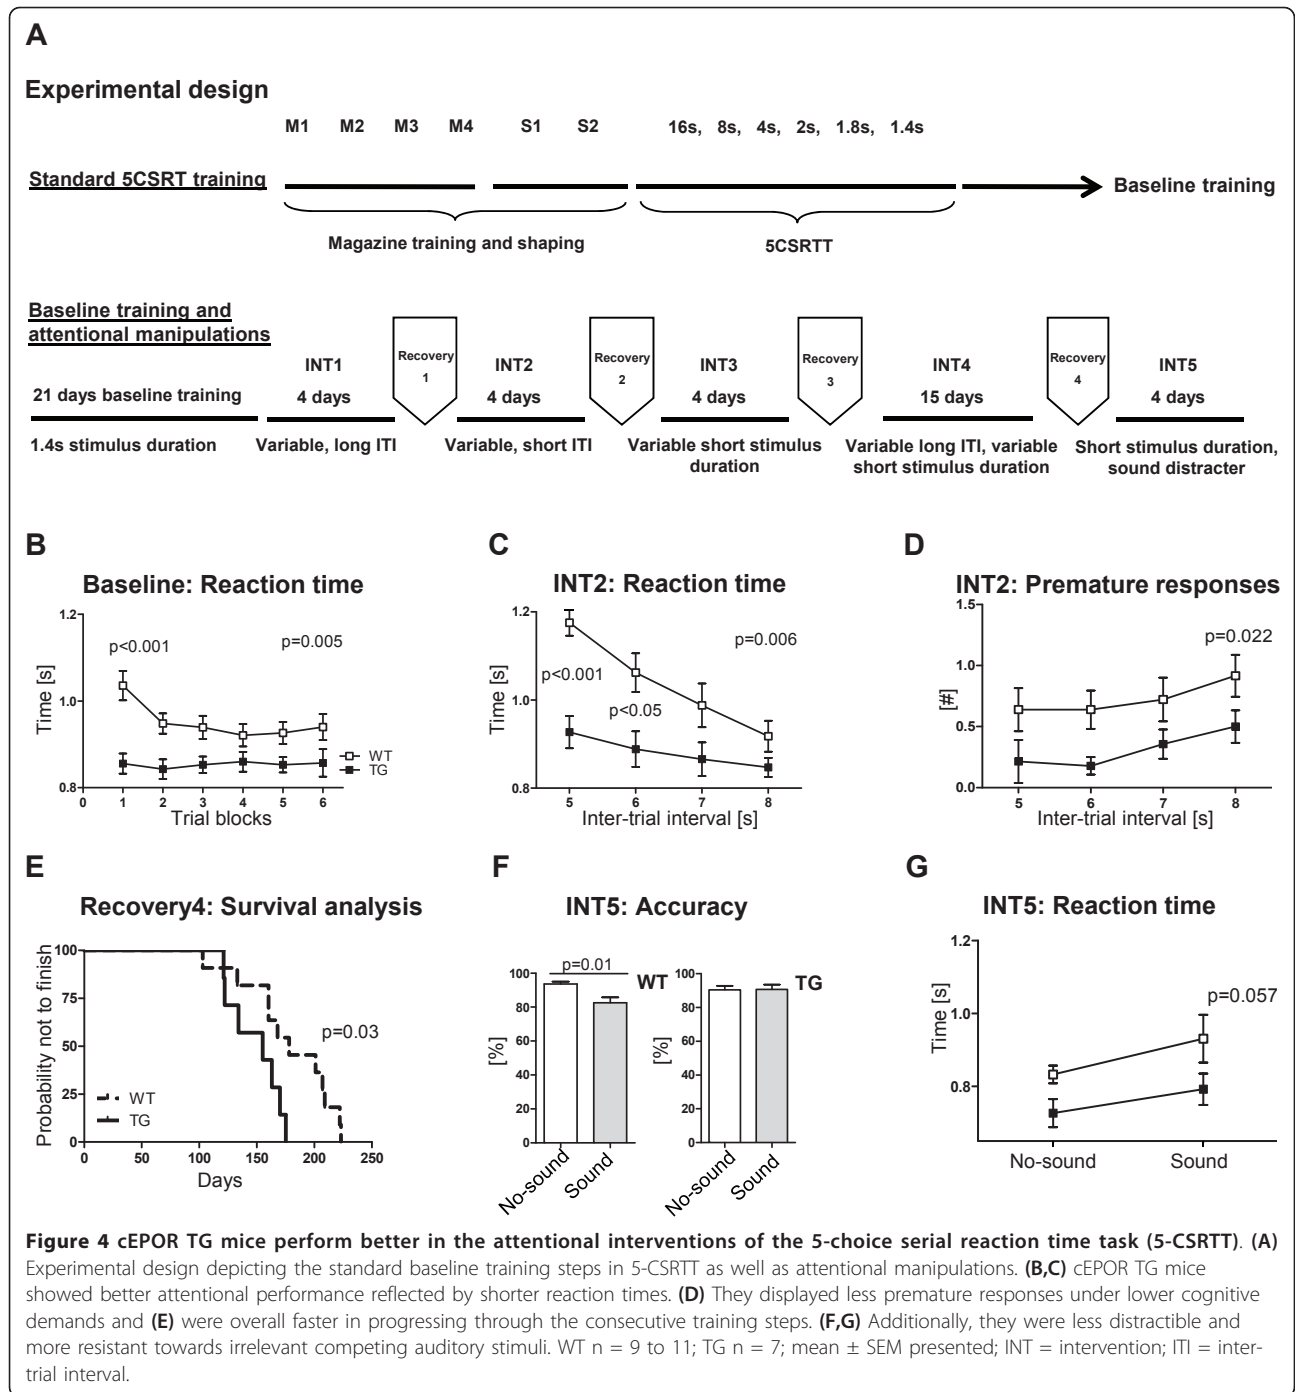 A
Experimental design
M1 M2 M3 M4 S1 S2 16s, 8s, 4s, 2s, 1.8s, 1.4s
Standard 5CSRT training
Baseline training
Magazine training and shaping
5CSRTT
Baseline training and
attentional manipulations
21 days baseline training
1.4s stimulus duration
INT1
4 days
Variable, long ITI
Recovery
1
INT2
4 days
Variable, short ITI
Recovery
2
INT3
4 days
Variable short stimulus
duration
Recovery
3
INT4
15 days
Variable long ITI, variable
short stimulus duration
Recovery
4
INT5
4 days
Short stimulus duration,
sound distracter
B
Baseline: Reaction time
1.2
1.0
0.8
Time [s]
p<0.001
p=0.005
WT
TG
0 1 2 3 4 5 6
Trial blocks
C
INT2: Reaction time
1.2
1.0
0.8
Time [s]
p=0.006
p<0.001
p<0.05
5 6 7 8
Inter-trial interval [s]
D
INT2: Premature responses
1.5
1.0
0.5
0.0
[#]
p=0.022
5 6 7 8
Inter-trial interval [s]
E
Recovery4: Survival analysis
Probability not to finish
100
75
50
25
0
p=0.03
WT
TG
0 50 100 150 200 250
Days
F
INT5: Accuracy
[%]
100
80
60
40
20
0
p=0.01
WT
No-sound
Sound
[%]
100
80
60
40
20
0
TG
No-sound
Sound
G
INT5: Reaction time
1.2
1.0
0.8
Time [s]
p=0.057
No-sound Sound
Figure 4 cEPOR TG mice perform better in the attentional interventions of the 5-choice serial reaction time task (5-CSRTT). (A)
Experimental design depicting the standard baseline training steps in 5-CSRTT as well as attentional manipulations. (B,C) cEPOR TG mice
showed better attentional performance reflected by shorter reaction times. (D) They displayed less premature responses under lower cognitive
demands and (E) were overall faster in progressing through the consecutive training steps. (F,G) Additionally, they were less distractible and
more resistant towards irrelevant competing auditory stimuli. WT n = 9 to 11; TG n = 7; mean ± SEM presented; INT = intervention; ITI = inter-
trial interval.